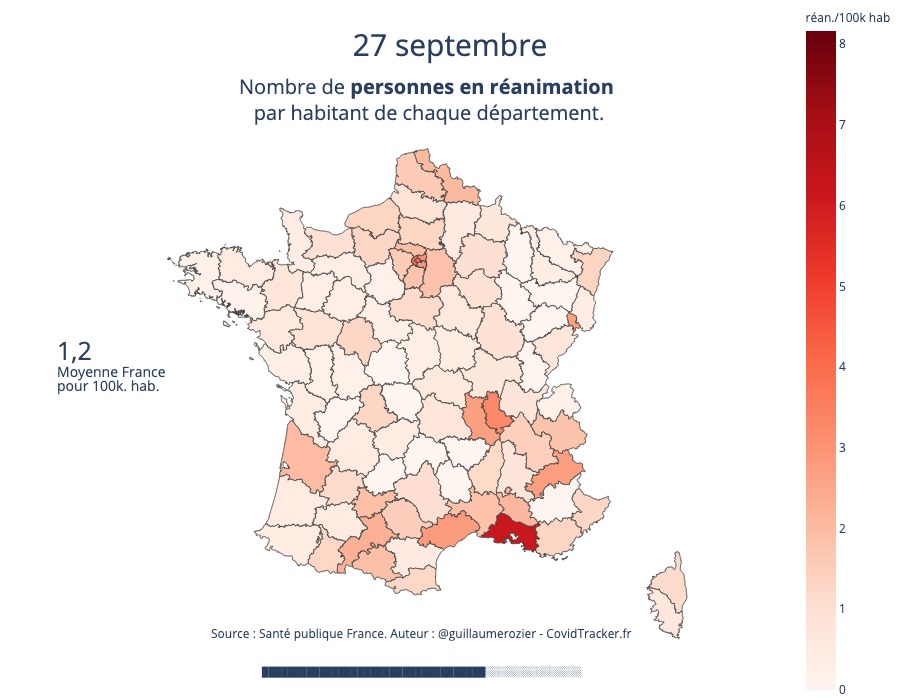 réan./100k hab
27 septembre
Nombre de personnes en réanimation
par habitant de chaque département.
8
7
6
5
4
3
2
1
0
1,2
Moyenne France
pour 100k. hab.
Source : Santé publique France. Auteur : @guillaumerozier - CovidTracker.fr